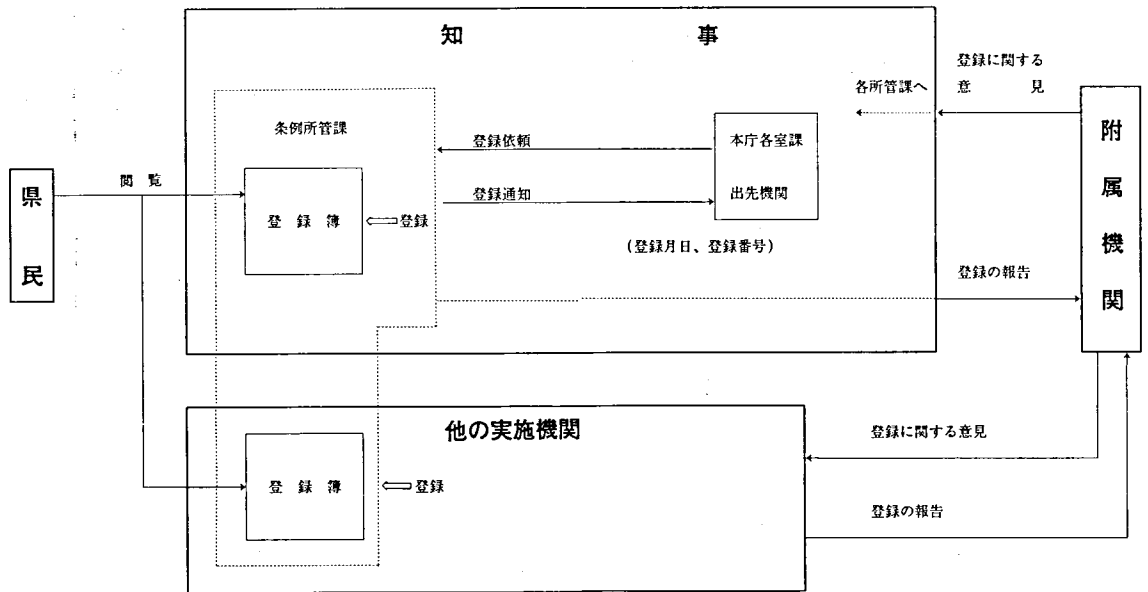 知　　　事
登録に関する
意　　見
各所管課へ
附属機関
条例所管課
登録依頼
本庁各室課
県民
閲　覧
登録通知
出先機関
登　録　簿
登録
(登録月日、登録番号)
登録の報告
他の実施機関
登録に関する意見
登　録　簿
登録
登録の報告